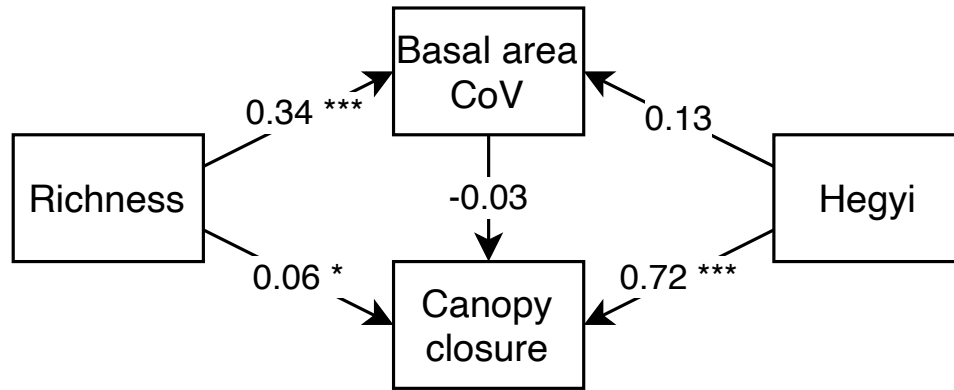 Basal area
CoV
0.34 ***
0.13
Richness
-0.03
Hegyi
0.06 *
0.72 ***
Canopy
closure